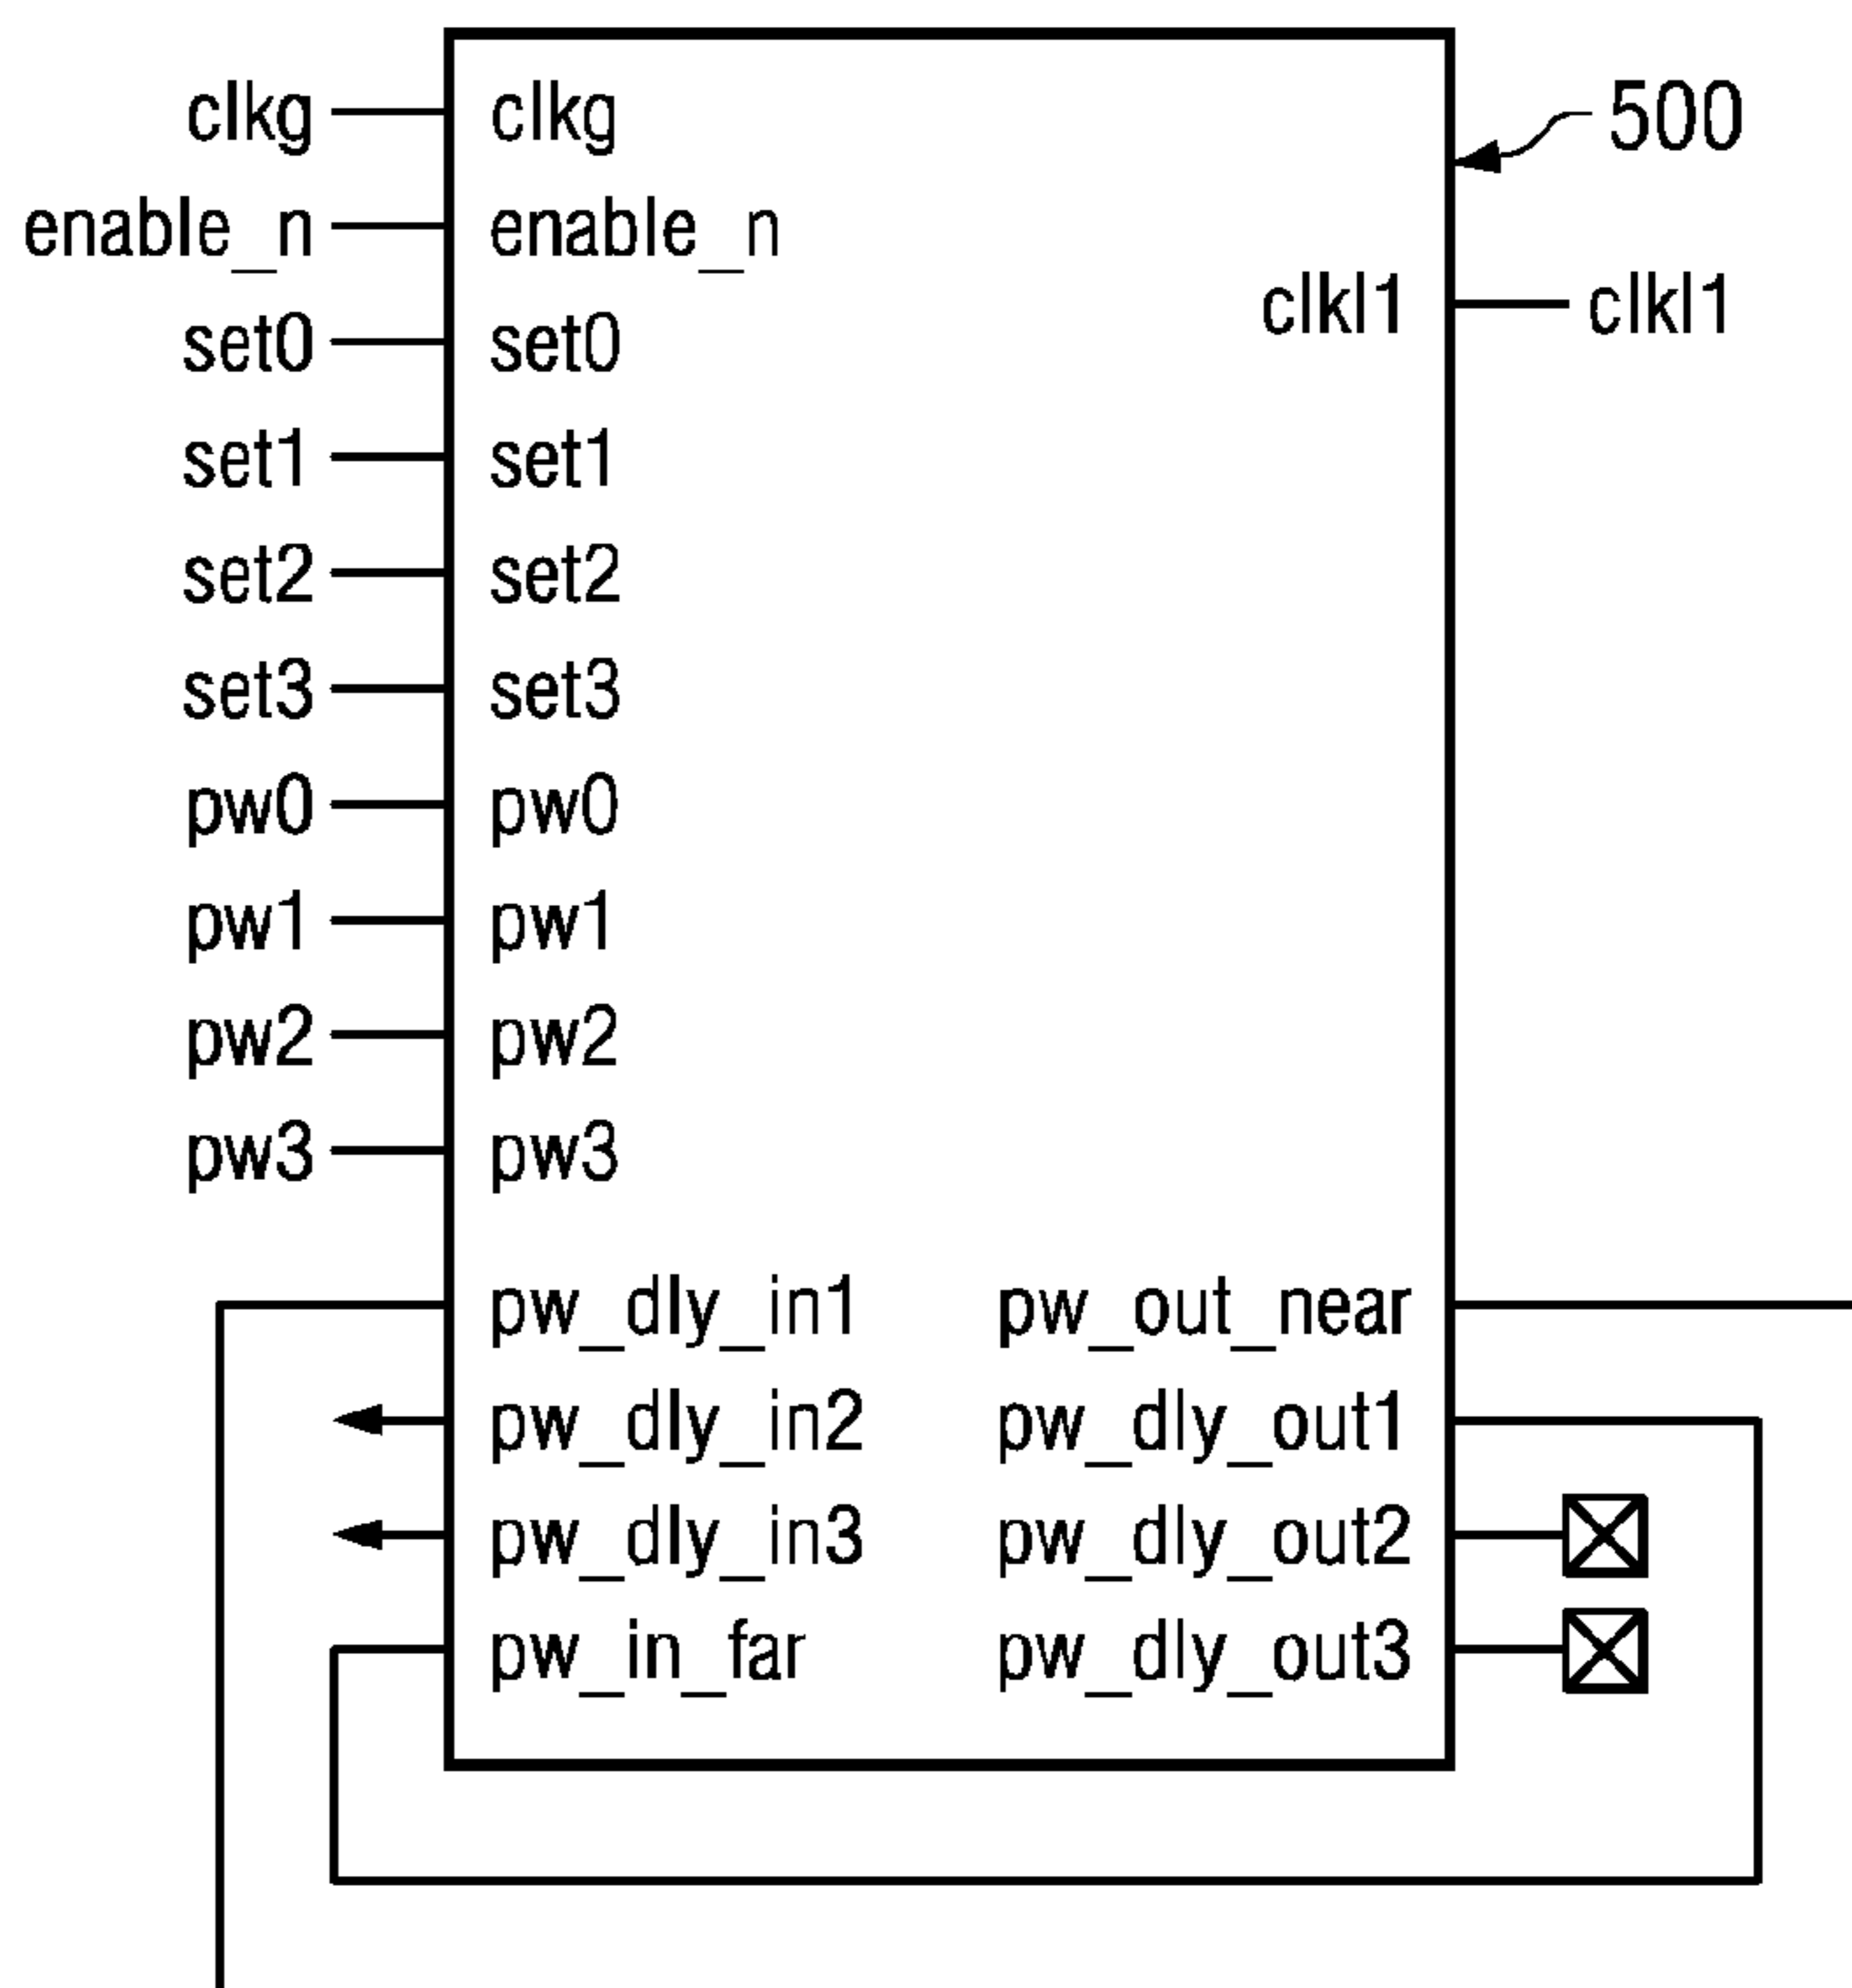 clkg clkg 500
enable_n enable_n
clkl1 clkl1
set0 set0
set1 set1
set2 set2
set3 set3
pw0 pw0
pw1 pw1
pw2 pw2
pw3 pw3
pw_dly_in1 pw_out_near
pw_dly_in2 pw_dly_out1
pw_dly_in3 pw_dly_out2
pw_in_far pw_dly_out3